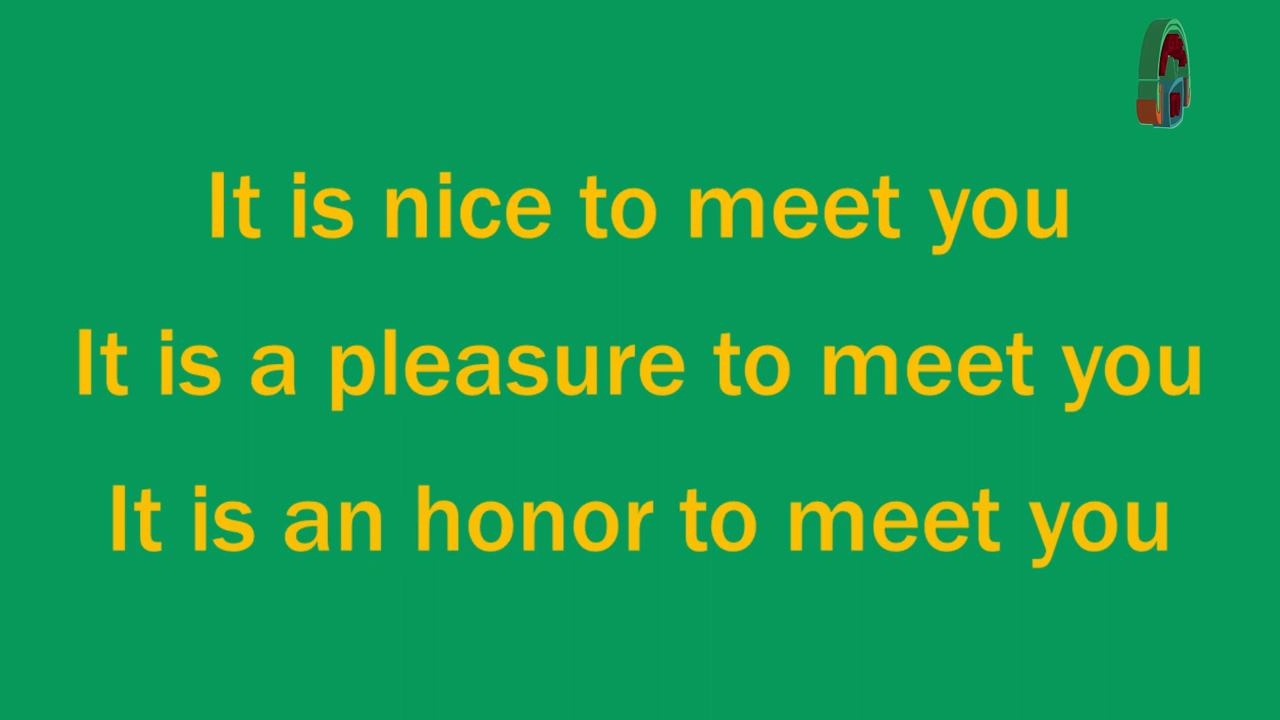 It is nice to meet you
It is a pleasure to meet you
It is an honor to meet you